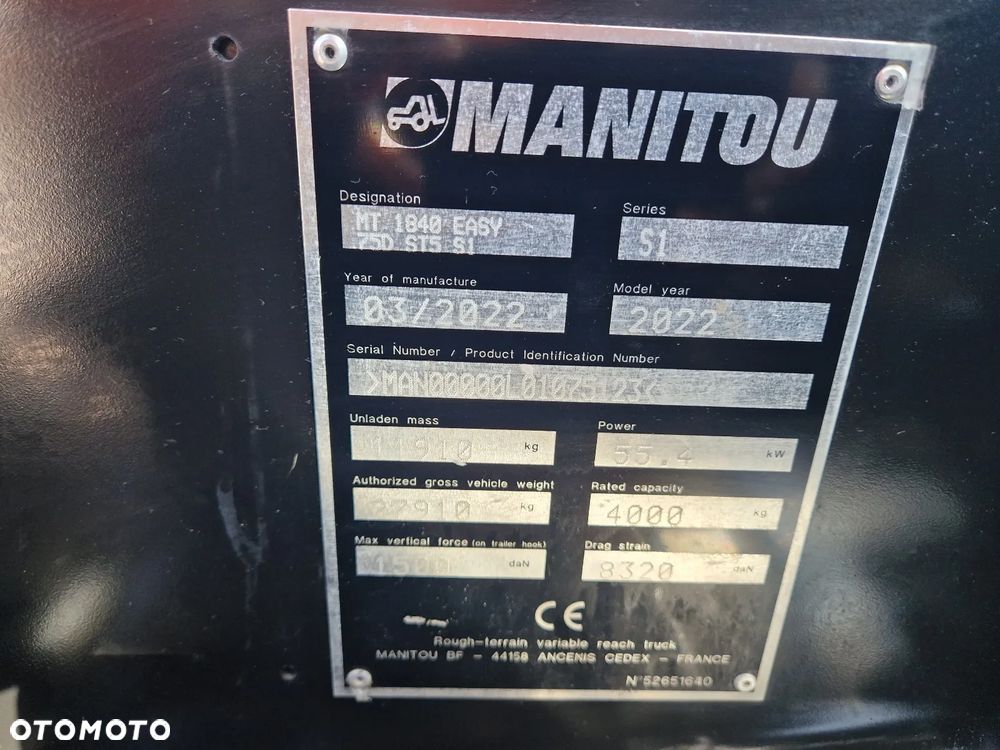 MANITOU
Designation
MT 1840 EASY
75D ST5 S1
Series
S1
Year of manufacture
03/2022
Model year
2022
Serial Number / Product Identification Number
Unladen mass
11910 kg
Power
55.4 kW
Authorized gross vehicle weight
kg
Rated capacity
4000 kg
Max vertical force (on trailer hook)
daN
Drag strain
8320 daN
CE
Rough-terrain variable reach truck
MANITOU BF - 44158 ANCENIS CEDEX - FRANCE
N°52651640
OTOMOTO